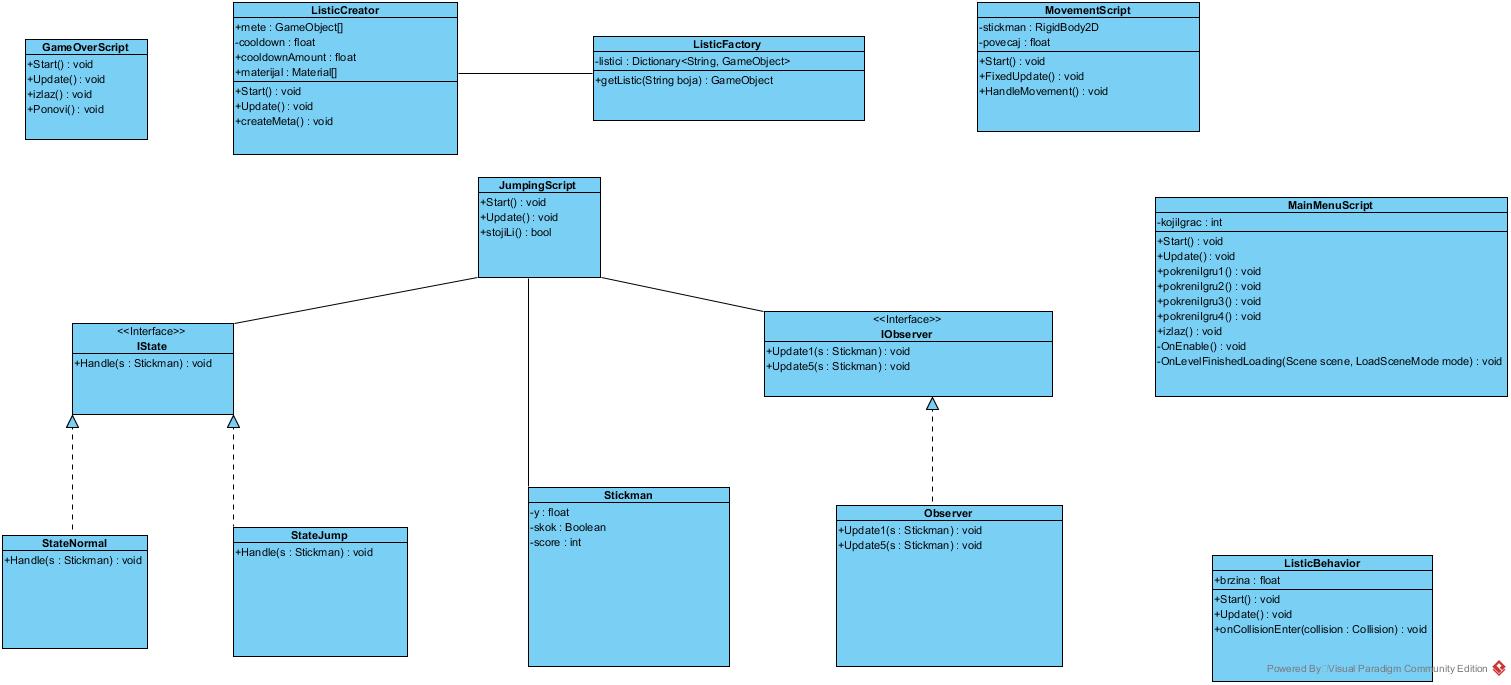 GameOverScript
+Start() : void
+Update() : void
+izlaz() : void
+Ponovi() : void
ListicCreator
+mete : GameObject[]
-cooldown : float
+cooldownAmount : float
+materijal : Material[]
+Start() : void
+Update() : void
+createMeta() : void
ListicFactory
-listici : Dictionary<String, GameObject>
+getListic(String boja) : GameObject
MovementScript
-stickman : RigidBody2D
-povecaj : float
+Start() : void
+FixedUpdate() : void
+HandleMovement() : void
JumpingScript
+Start() : void
+Update() : void
+stojiLi() : bool
MainMenuScript
-kojiIgrac : int
+Start() : void
+Update() : void
+pokreniIgru1() : void
+pokreniIgru2() : void
+pokreniIgru3() : void
+pokreniIgru4() : void
+izlaz() : void
-OnEnable() : void
-OnLevelFinishedLoading(Scene scene, LoadSceneMode mode) : void
<<Interface>>
IState
+Handle(s : Stickman) : void
<<Interface>>
IObserver
+Update1(s : Stickman) : void
+Update5(s : Stickman) : void
StateNormal
+Handle(s : Stickman) : void
StateJump
+Handle(s : Stickman) : void
Stickman
-y : float
-skok : Boolean
-score : int
Observer
+Update1(s : Stickman) : void
+Update5(s : Stickman) : void
ListicBehavior
+brzina : float
+Start() : void
+Update() : void
+onCollisionEnter(collision : Collision) : void
Powered By Visual Paradigm Community Edition